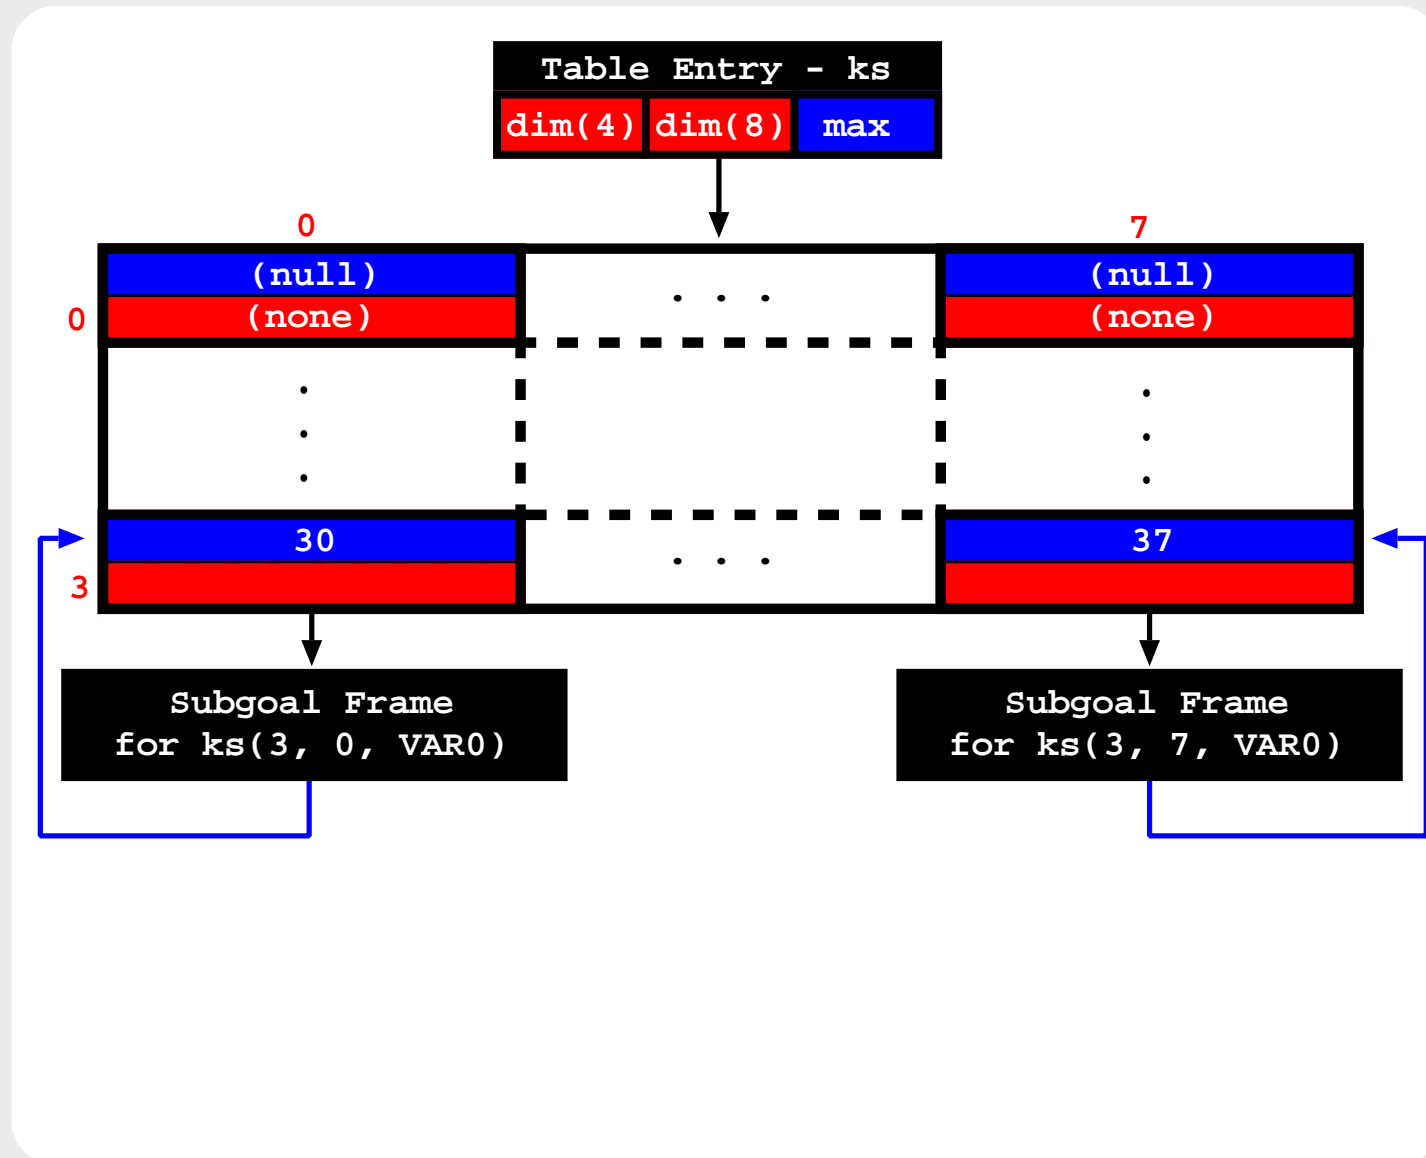 Table Entry - ks
dim(4) dim(8) max
0 7
(null) . . . (null)
0 (none) (none)
. .
. .
. .
30 . . . 37
3
Subgoal Frame Subgoal Frame
for ks(3, 0, VAR0) for ks(3, 7, VAR0)